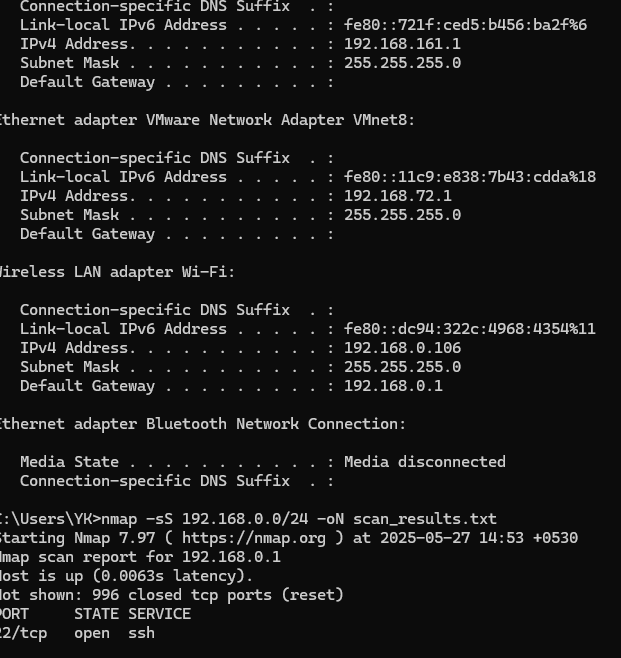 Connection-specific DNS Suffix  . :
Link-local IPv6 Address . . . . . : fe80::721f:ced5:b456:ba2f%6
IPv4 Address. . . . . . . . . . . : 192.168.161.1
Subnet Mask . . . . . . . . . . . : 255.255.255.0
Default Gateway . . . . . . . . . :
Ethernet adapter VMware Network Adapter VMnet8:
Connection-specific DNS Suffix  . :
Link-local IPv6 Address . . . . . : fe80::11c9:e838:7b43:cdda%18
IPv4 Address. . . . . . . . . . . : 192.168.72.1
Subnet Mask . . . . . . . . . . . : 255.255.255.0
Default Gateway . . . . . . . . . :
Wireless LAN adapter Wi-Fi:
Connection-specific DNS Suffix  . :
Link-local IPv6 Address . . . . . : fe80::dc94:322c:4968:4354%11
IPv4 Address. . . . . . . . . . . : 192.168.0.106
Subnet Mask . . . . . . . . . . . : 255.255.255.0
Default Gateway . . . . . . . . . : 192.168.0.1
Ethernet adapter Bluetooth Network Connection:
Media State . . . . . . . . . . . : Media disconnected
Connection-specific DNS Suffix  . :
C:\Users\YK>nmap -sS 192.168.0.0/24 -oN scan_results.txt
Starting Nmap 7.97 ( https://nmap.org ) at 2025-05-27 14:53 +0530
Nmap scan report for 192.168.0.1
Host is up (0.0063s latency).
Not shown: 996 closed tcp ports (reset)
PORT     STATE SERVICE
22/tcp   open  ssh